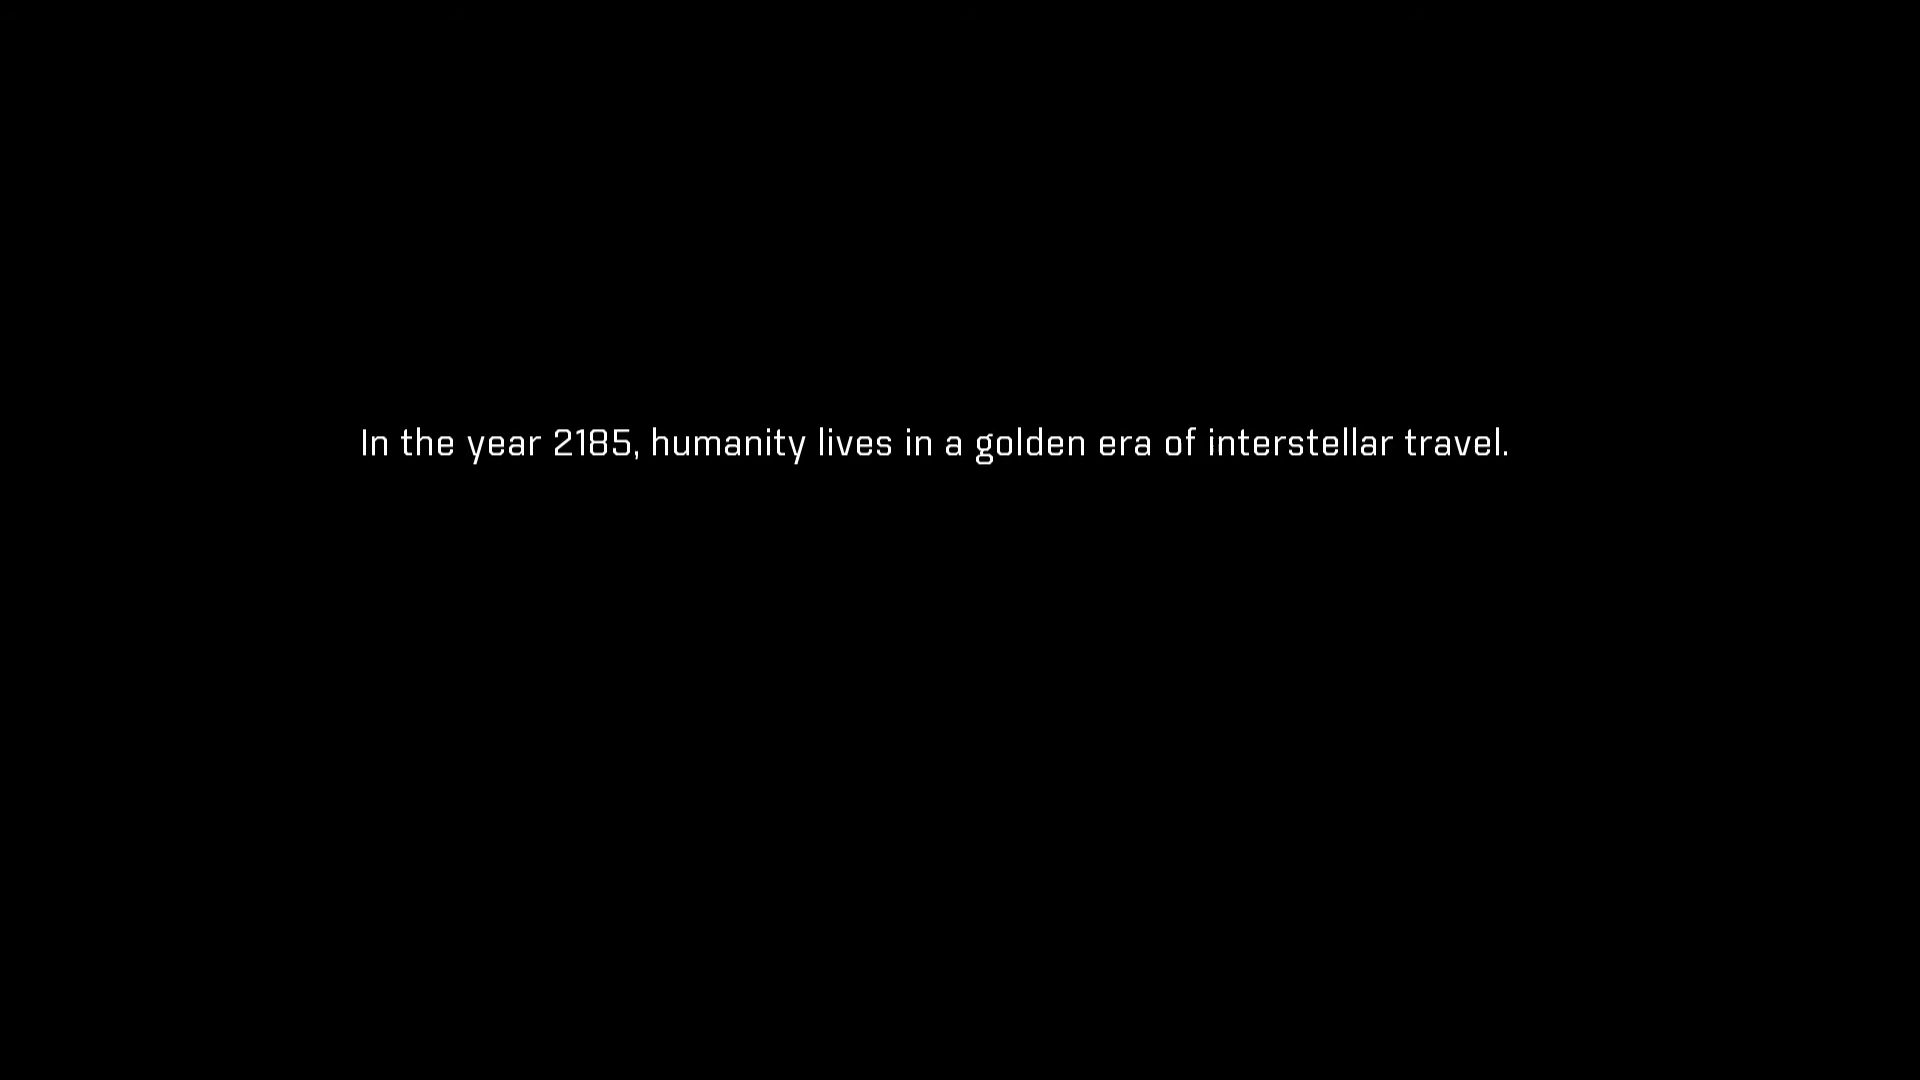 In the year 2185, humanity lives in a golden era of interstellar travel.